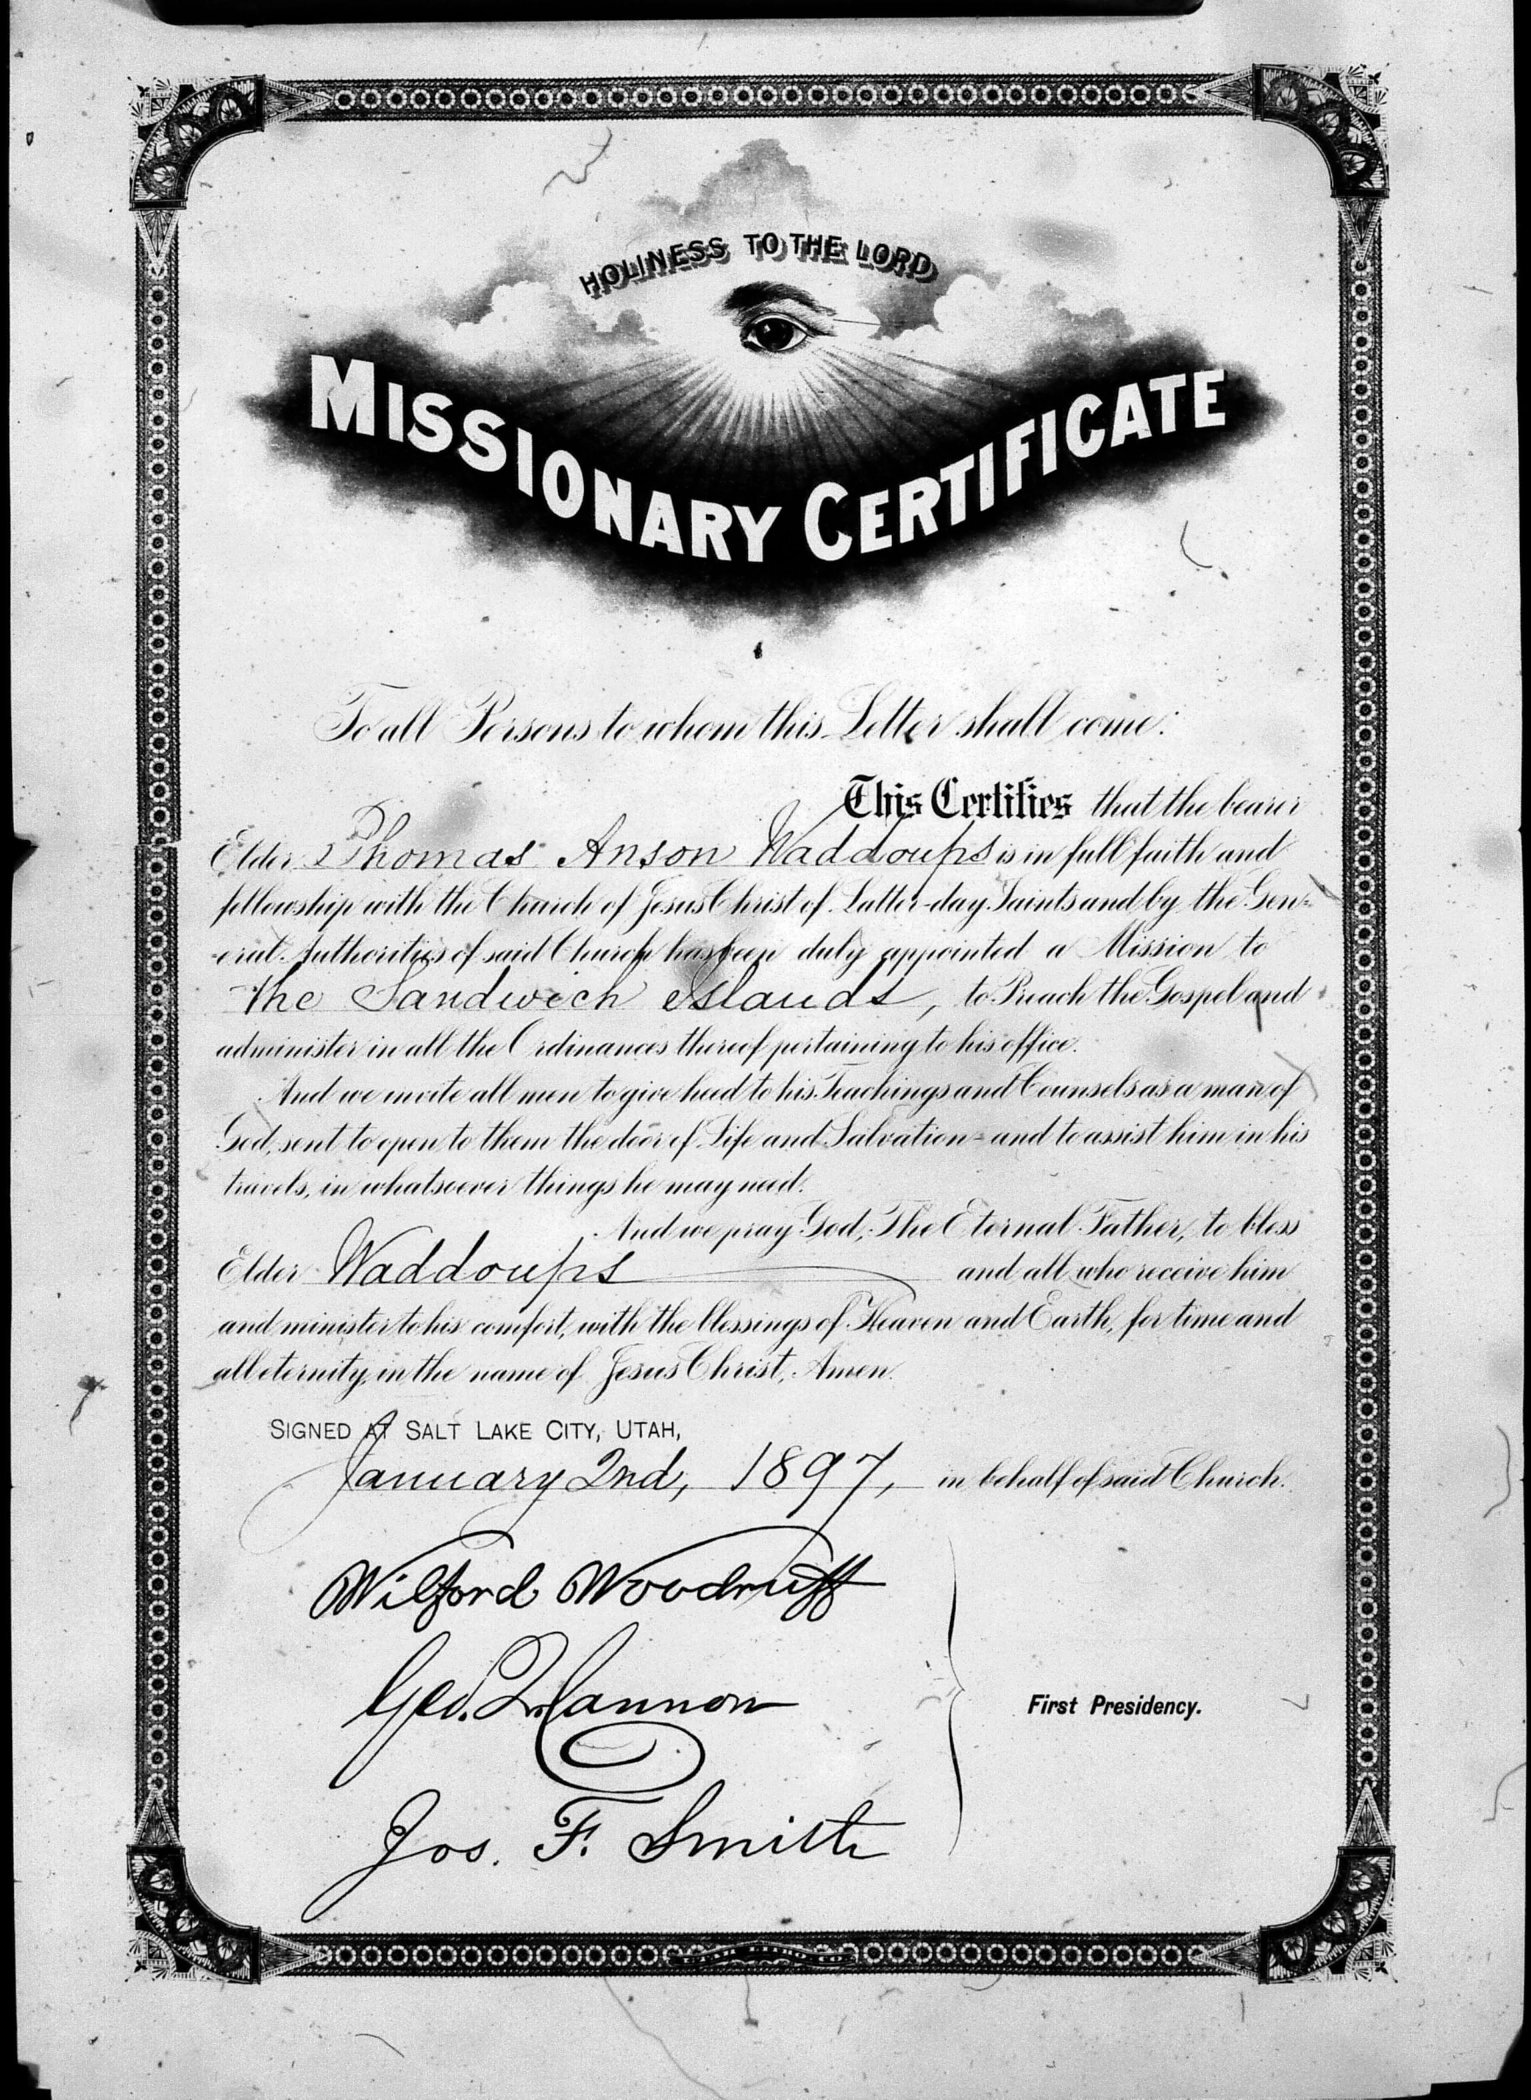 HOLINESS TO THE LORD
MISSIONARY CERTIFICATE
To all Persons to whom this Letter shall come:
This Certifies that the bearer
Elder Thomas Anson Waddoups is in full faith and
fellowship with the Church of Jesus Christ of Latter-day Saints and by the Gen-
eral Authorities of said Church has been duly appointed a Mission to
the Sandwich Islands, to Preach the Gospel and
administer in all the Ordinances thereof pertaining to his office.
And we invite all men to give heed to his Teachings and Counsels as a man of
God, sent to open to them the door of Life and Salvation - and to assist him in his
travels, in whatsoever things he may need.
And we pray God, The Eternal Father, to bless
Elder Waddoups and all who receive him
and minister to his comfort, with the blessings of Heaven and Earth, for time and
all eternity, in the name of Jesus Christ, Amen.
SIGNED AT SALT LAKE CITY, UTAH,
January 2nd, 1897, in behalf of said Church.
Wilford Woodruff
Geo. Q. Cannon
First Presidency.
Jos. F. Smith